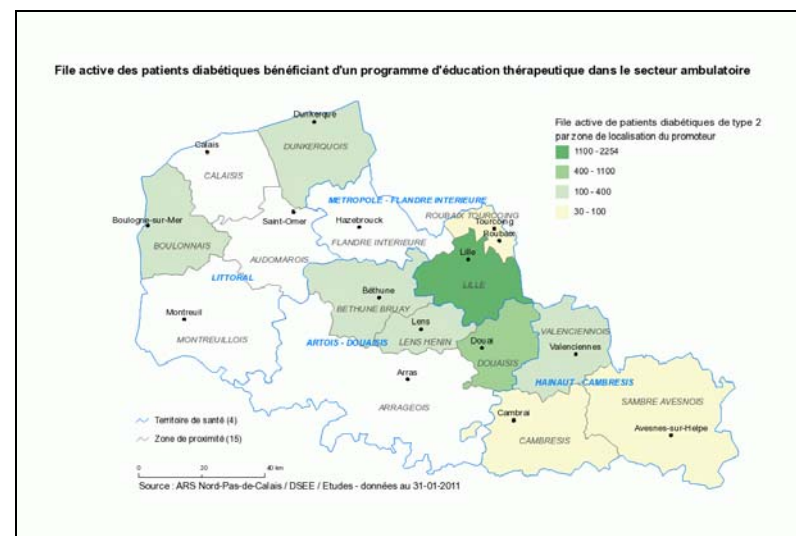 File active des patients diabétiques bénéficiant d'un programme d'éducation thérapeutique dans le secteur ambulatoire
File active de patients diabétiques de type 2
par zone de localisation du promoteur
1100 - 2254
400 - 1100
100 - 400
30 - 100
Dunkerque
DUNKERQUOIS
Calais
CALAISIS
METROPOLE - FLANDRE INTERIEURE
Boulogne-sur-Mer
BOULONNAIS
Saint-Omer
AUDOMAROIS
Hazebrouck
FLANDRE INTERIEURE
ROUBAIX TOURCOING
Tourcoing
Roubaix
Lille
LILLE
LITTORAL
Montreuil
MONTREUILLOIS
Béthune
BETHUNE BRUAY
Lens
LENS HENIN
ARTOIS - DOUAISIS
Douai
DOUAISIS
VALENCIENNOIS
Valenciennes
HAINAUT - CAMBRESIS
Arras
ARRAGEOIS
Cambrai
CAMBRESIS
SAMBRE AVESNOIS
Avesnes-sur-Helpe
Territoire de santé (4)
Zone de proximité (15)
0 20 40 km
Source : ARS Nord-Pas-de-Calais / DSEE / Etudes - données au 31-01-2011